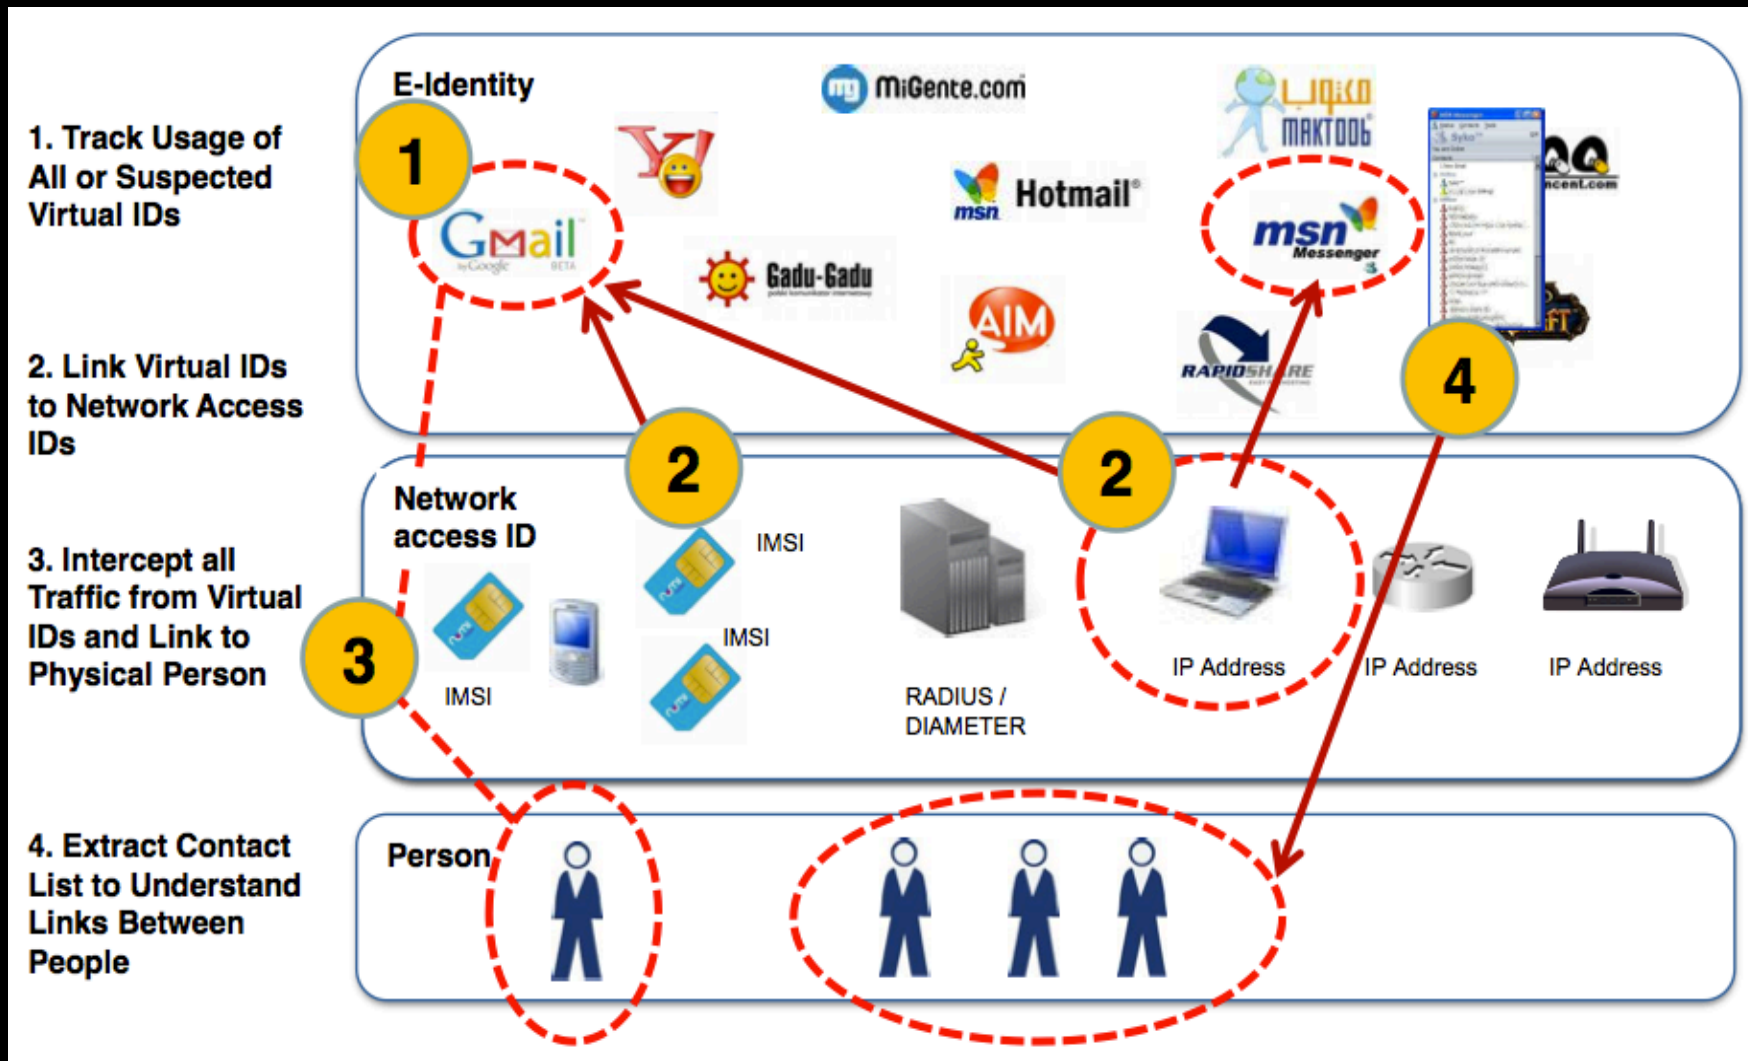 1. Track Usage of
All or Suspected
Virtual IDs
2. Link Virtual IDs
to Network Access
IDs
3. Intercept all
Traffic from Virtual
IDs and Link to
Physical Person
4. Extract Contact
List to Understand
Links Between
People
E-Identity
1
Y!
MiGente.com
مكتوب
MAKTOOB
GMail
by Google
BETA
msn
Hotmail
msn
Messenger
Gadu-Gadu
AIM
RAPIDSHARE
4
2
2
Network
access ID
IMSI
IMSI
IMSI
3
RADIUS /
DIAMETER
IP Address
IP Address
IP Address
Person